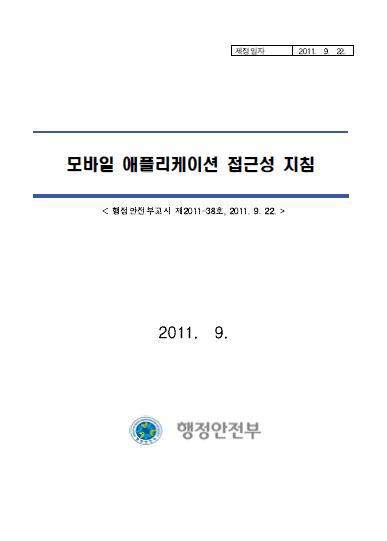 제정일자 2011. 9. 22.
모바일 애플리케이션 접근성 지침
< 행정안전부고시 제2011-38호, 2011. 9. 22. >
2011. 9.
행정안전부